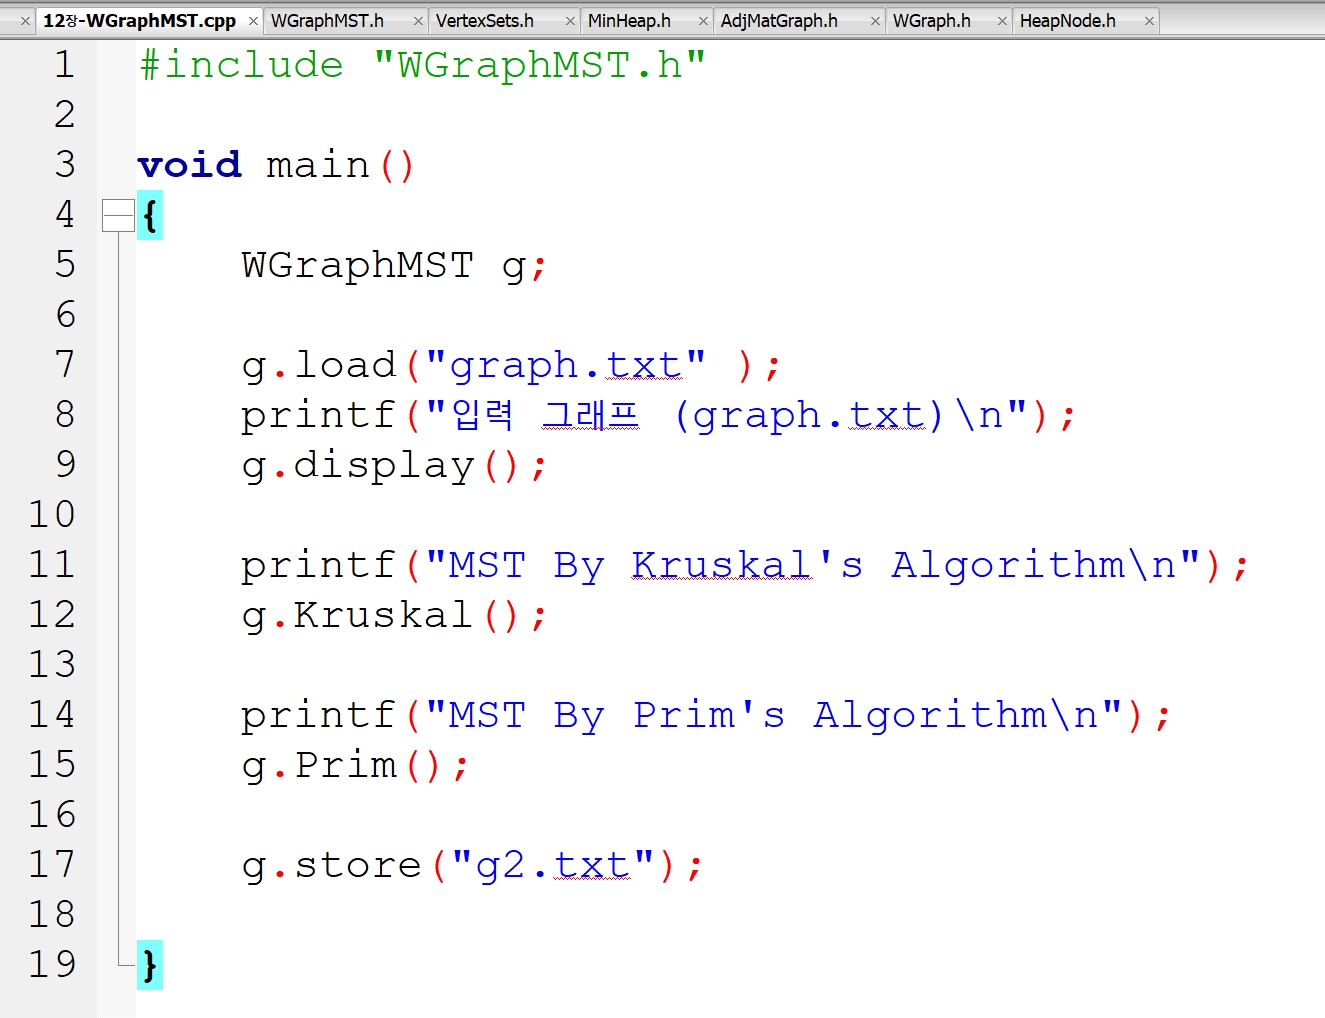 12장-WGraphMST.cpp WGraphMST.h VertexSets.h MinHeap.h AdjMatGraph.h WGraph.h HeapNode.h
1 #include "WGraphMST.h"
2
3 void main()
4 {
5 WGraphMST g;
6
7 g.load("graph.txt" );
8 printf("입력 그래프 (graph.txt)\n");
9 g.display();
10
11 printf("MST By Kruskal's Algorithm\n");
12 g.Kruskal();
13
14 printf("MST By Prim's Algorithm\n");
15 g.Prim();
16
17 g.store("g2.txt");
18
19 }